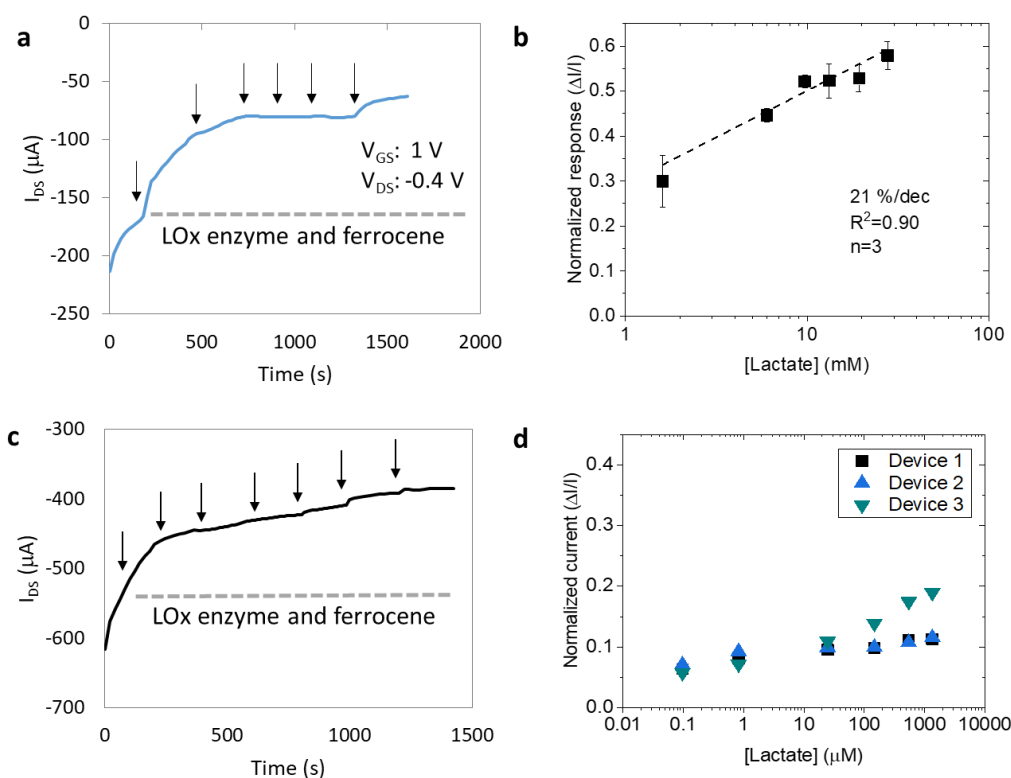 a
0
-50
-100
-150
-200
-250
I_DS (µA)
V_GS: 1 V
V_DS: -0.4 V
LOx enzyme and ferrocene
0 500 1000 1500 2000
Time (s)
b
0.6
0.5
0.4
0.3
0.2
0.1
0.0
Normalized response (ΔI/I)
21 %/dec
R²=0.90
n=3
1 10 100
[Lactate] (mM)
c
-300
-400
-500
-600
-700
I_DS (µA)
LOx enzyme and ferrocene
0 500 1000 1500
Time (s)
d
0.4
0.3
0.2
0.1
0.0
Normalized current (ΔI/I)
Device 1
Device 2
Device 3
0.01 0.1 1 10 100 1000 10000
[Lactate] (µM)